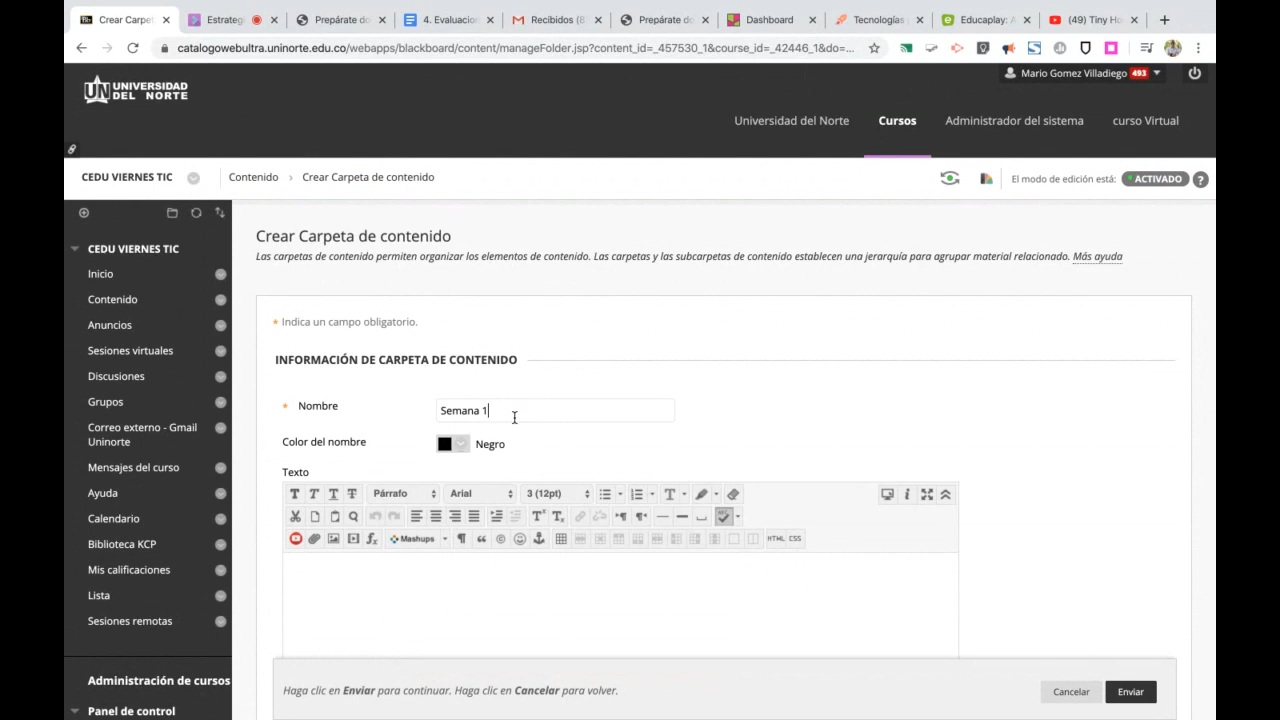 Crear Carpet
Estrateg
Prepárate do
4. Evaluacion
Recibidos (8
Prepárate do
Dashboard
Tecnologías
Educaplay: A
(49) Tiny Ho
catalogowebultra.uninorte.edu.co/webapps/blackboard/content/manageFolder.jsp?content_id=_457530_1&course_id=_42446_1&do=...
UN UNIVERSIDAD
DEL NORTE
Mario Gomez Villadiego 493
Universidad del Norte
Cursos
Administrador del sistema
curso Virtual
CEDU VIERNES TIC
Contenido > Crear Carpeta de contenido
El modo de edición está: ACTIVADO ?
CEDU VIERNES TIC
Inicio
Contenido
Anuncios
Sesiones virtuales
Discusiones
Grupos
Correo externo - Gmail
Uninorte
Mensajes del curso
Ayuda
Calendario
Biblioteca KCP
Mis calificaciones
Lista
Sesiones remotas
Administración de cursos
Panel de control
Crear Carpeta de contenido
Las carpetas de contenido permiten organizar los elementos de contenido. Las carpetas y las subcarpetas de contenido establecen una jerarquía para agrupar material relacionado. Más ayuda
* Indica un campo obligatorio.
INFORMACIÓN DE CARPETA DE CONTENIDO
* Nombre
Semana 1
Color del nombre
Negro
Texto
T T T T Párrafo Arial 3 (12pt)
Mashups
HTML CSS
Haga clic en Enviar para continuar. Haga clic en Cancelar para volver.
Cancelar
Enviar